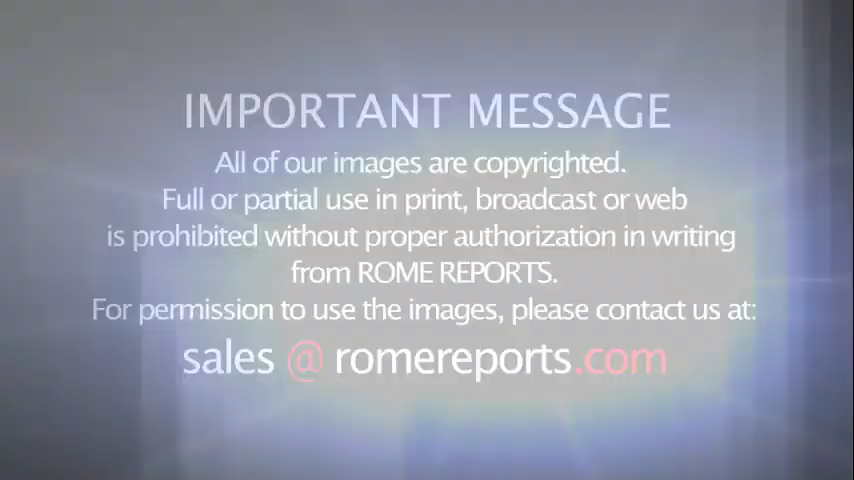 IMPORTANT MESSAGE
All of our images are copyrighted.
Full or partial use in print, broadcast or web
is prohibited without proper authorization in writing
from ROME REPORTS.
For permission to use the images, please contact us at:
sales @ romereports.com